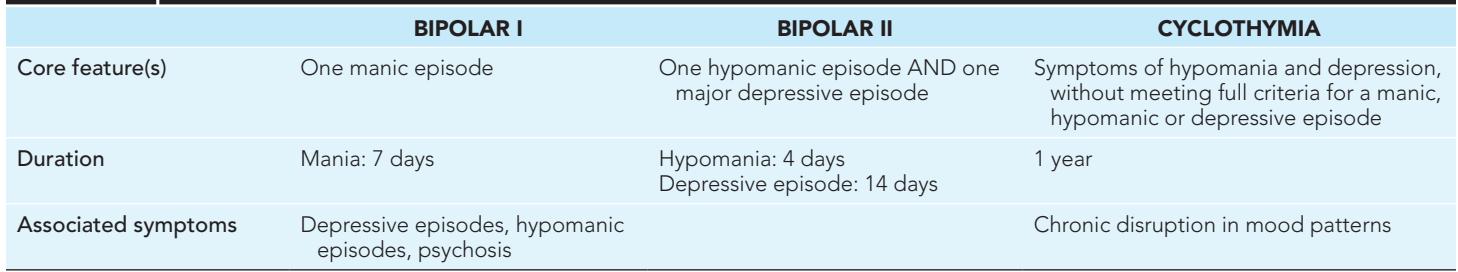 BIPOLAR I BIPOLAR II CYCLOTHYMIA
Core feature(s) One manic episode One hypomanic episode AND one Symptoms of hypomania and depression,
major depressive episode without meeting full criteria for a manic,
hypomanic or depressive episode
Duration Mania: 7 days Hypomania: 4 days 1 year
Depressive episode: 14 days
Associated symptoms Depressive episodes, hypomanic Chronic disruption in mood patterns
episodes, psychosis